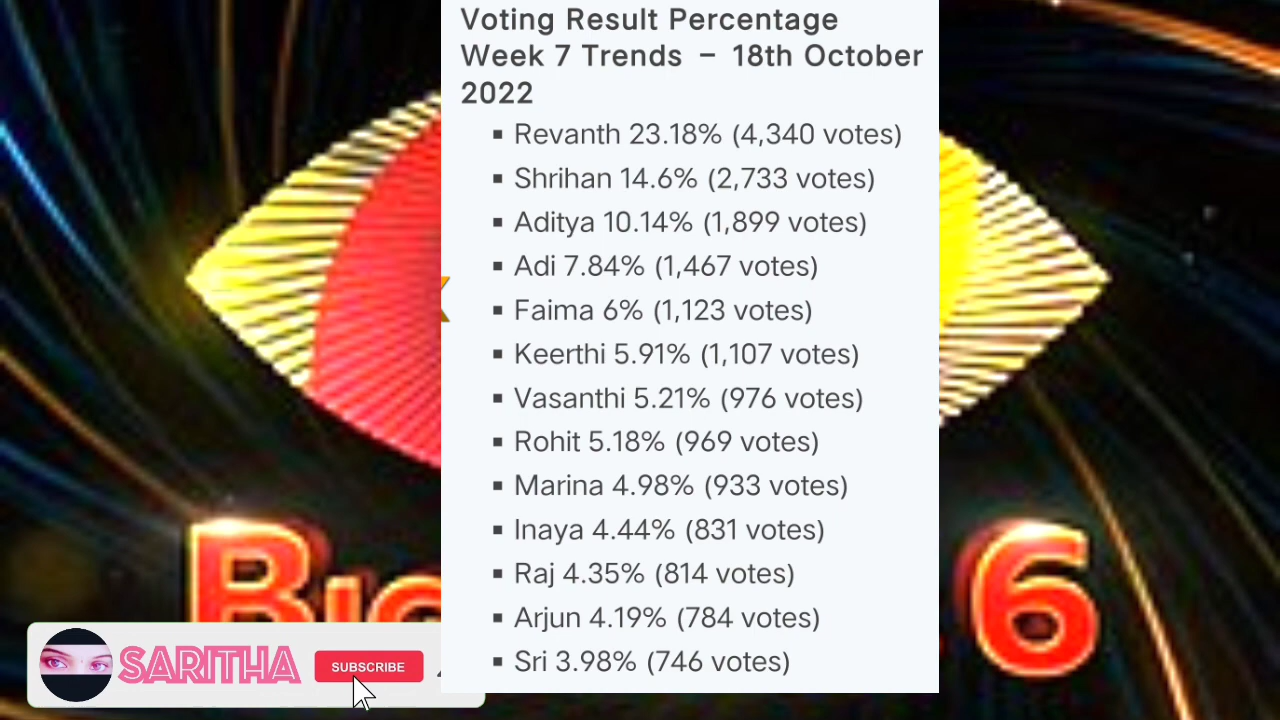 Voting Result Percentage
Week 7 Trends – 18th October
2022
▪ Revanth 23.18% (4,340 votes)
▪ Shrihan 14.6% (2,733 votes)
▪ Aditya 10.14% (1,899 votes)
▪ Adi 7.84% (1,467 votes)
▪ Faima 6% (1,123 votes)
▪ Keerthi 5.91% (1,107 votes)
▪ Vasanthi 5.21% (976 votes)
▪ Rohit 5.18% (969 votes)
▪ Marina 4.98% (933 votes)
▪ Inaya 4.44% (831 votes)
▪ Raj 4.35% (814 votes)
▪ Arjun 4.19% (784 votes)
▪ Sri 3.98% (746 votes)
Big 6
SARITHA SUBSCRIBE